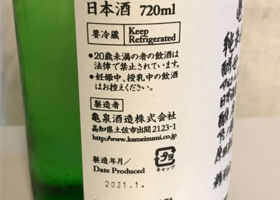 日本酒 720ml
要冷蔵 Keep Refrigerated
●20歳未満の者の飲酒は
法律で禁止されています。
●妊娠中、授乳中の飲酒
はお控えください。
製造者
亀泉酒造株式会社
高知県土佐市出間2123-1
http://www.kameizumi.co.jp
製造年月/
Date Produced
2021.1.
キャップ